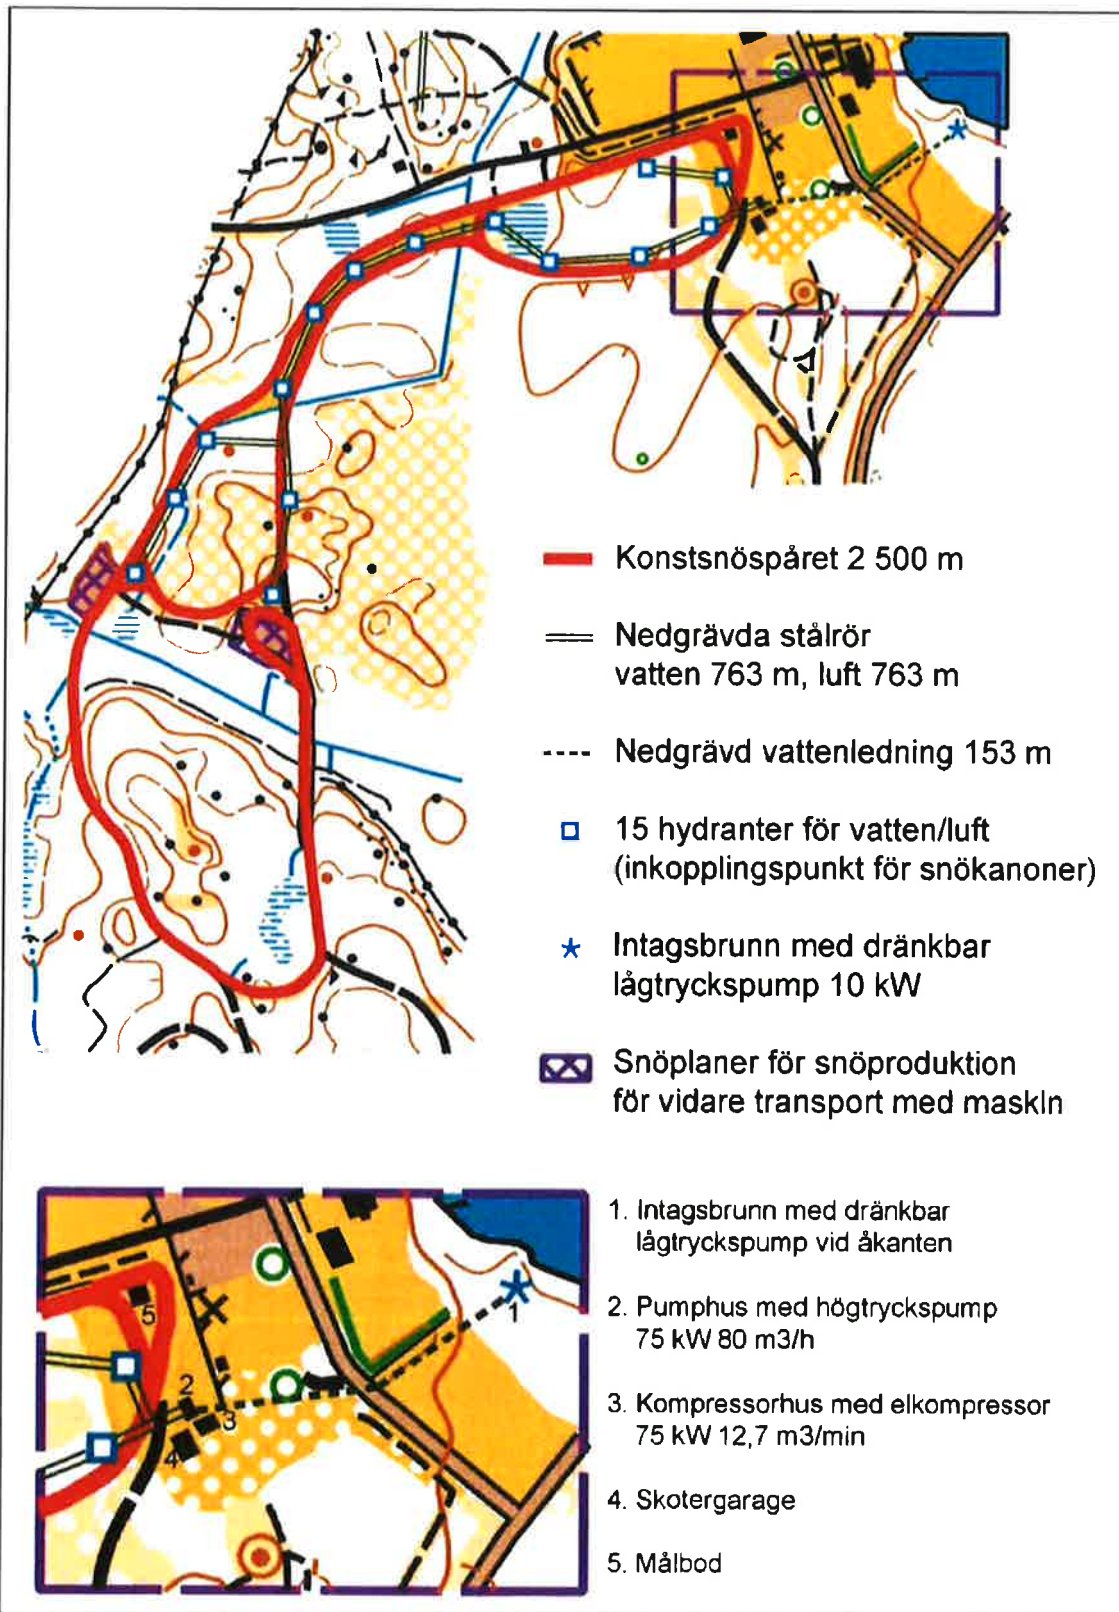 Konstsnöspåret 2 500 m
Nedgrävda stålrör
vatten 763 m, luft 763 m
Nedgrävd vattenledning 153 m
15 hydranter för vatten/luft
(inkopplingspunkt för snökanoner)
Intagsbrunn med dränkbar
lågtryckspump 10 kW
Snöplaner för snöproduktion
för vidare transport med maskin
5
1
2
3
4
1. Intagsbrunn med dränkbar
lågtryckspump vid åkanten
2. Pumphus med högtryckspump
75 kW 80 m3/h
3. Kompressorhus med elkompressor
75 kW 12,7 m3/min
4. Skotergarage
5. Målbod